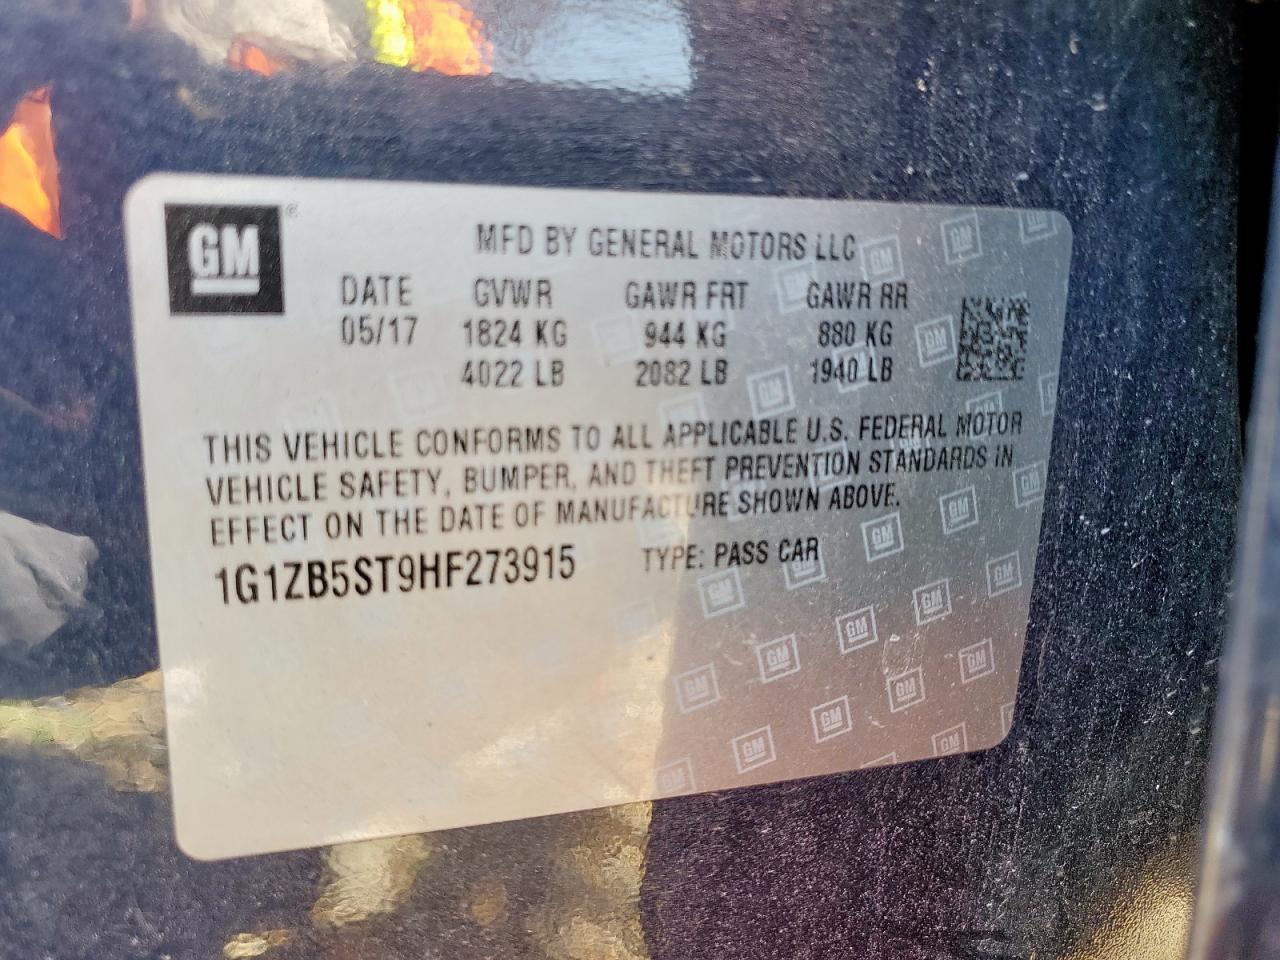 GM
MFD BY GENERAL MOTORS LLC
DATE GVWR GAWR FRT GAWR RR
05/17 1824 KG 944 KG 880 KG
4022 LB 2082 LB 1940 LB
THIS VEHICLE CONFORMS TO ALL APPLICABLE U.S. FEDERAL MOTOR
VEHICLE SAFETY, BUMPER, AND THEFT PREVENTION STANDARDS IN
EFFECT ON THE DATE OF MANUFACTURE SHOWN ABOVE.
1G1ZB5ST9HF273915 TYPE: PASS CAR